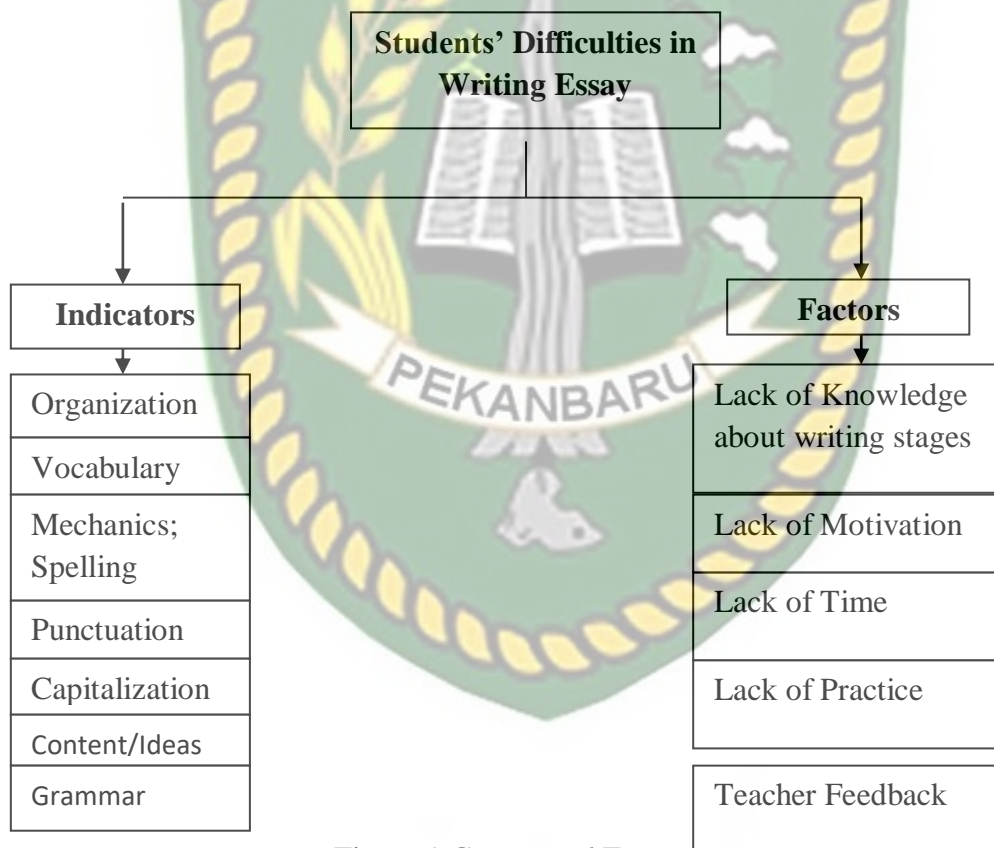 Students’ Difficulties in
Writing Essay
Indicators
Organization
Vocabulary
Mechanics;
Spelling
Punctuation
Capitalization
Content/Ideas
Grammar
Factors
Lack of Knowledge
about writing stages
Lack of Motivation
Lack of Time
Lack of Practice
Teacher Feedback
PEKANBARU